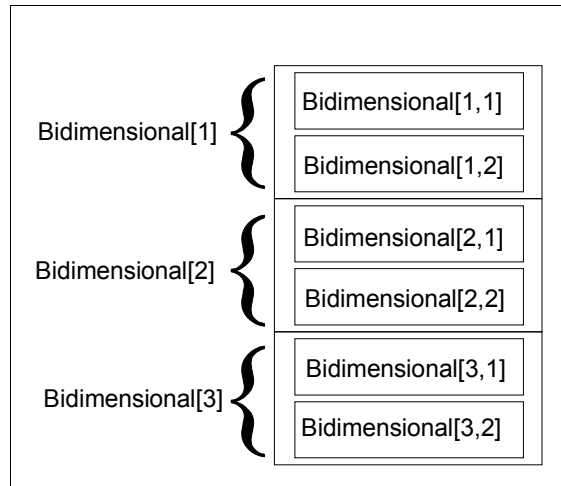 Bidimensional[1]
Bidimensional[1,1]
Bidimensional[1,2]
Bidimensional[2]
Bidimensional[2,1]
Bidimensional[2,2]
Bidimensional[3]
Bidimensional[3,1]
Bidimensional[3,2]